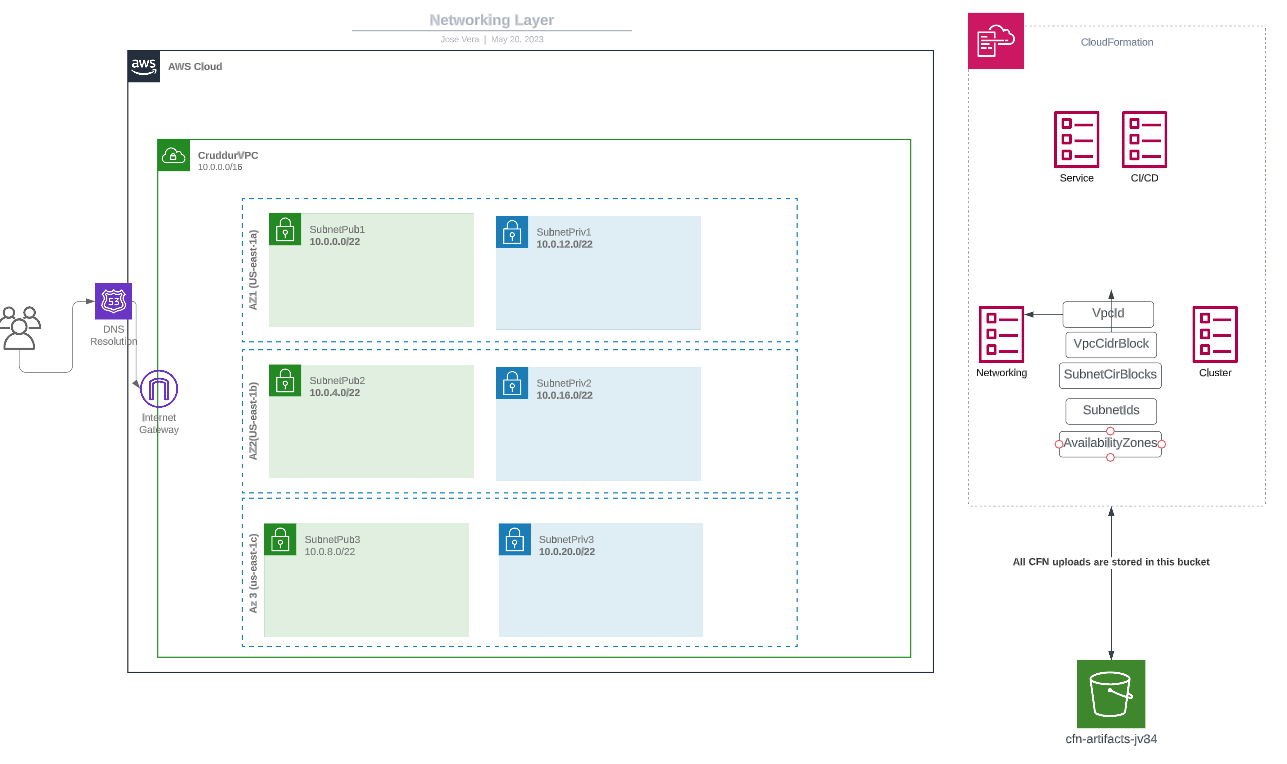 Networking Layer
Jose Vera | May 20, 2023
aws
AWS Cloud
CruddurVPC
10.0.0.0/16
AZ1 (US-east-1a)
SubnetPub1
10.0.0.0/22
SubnetPriv1
10.0.12.0/22
53
DNS
Resolution
Internet
Gateway
AZ2(US-east-1b)
SubnetPub2
10.0.4.0/22
SubnetPriv2
10.0.16.0/22
Az 3 (us-east-1c)
SubnetPub3
10.0.8.0/22
SubnetPriv3
10.0.20.0/22
CloudFormation
Service
CI/CD
Networking
VpcId
VpcCidrBlock
SubnetCirBlocks
SubnetIds
AvailabilityZones
Cluster
All CFN uploads are stored in this bucket
cfn-artifacts-jv34